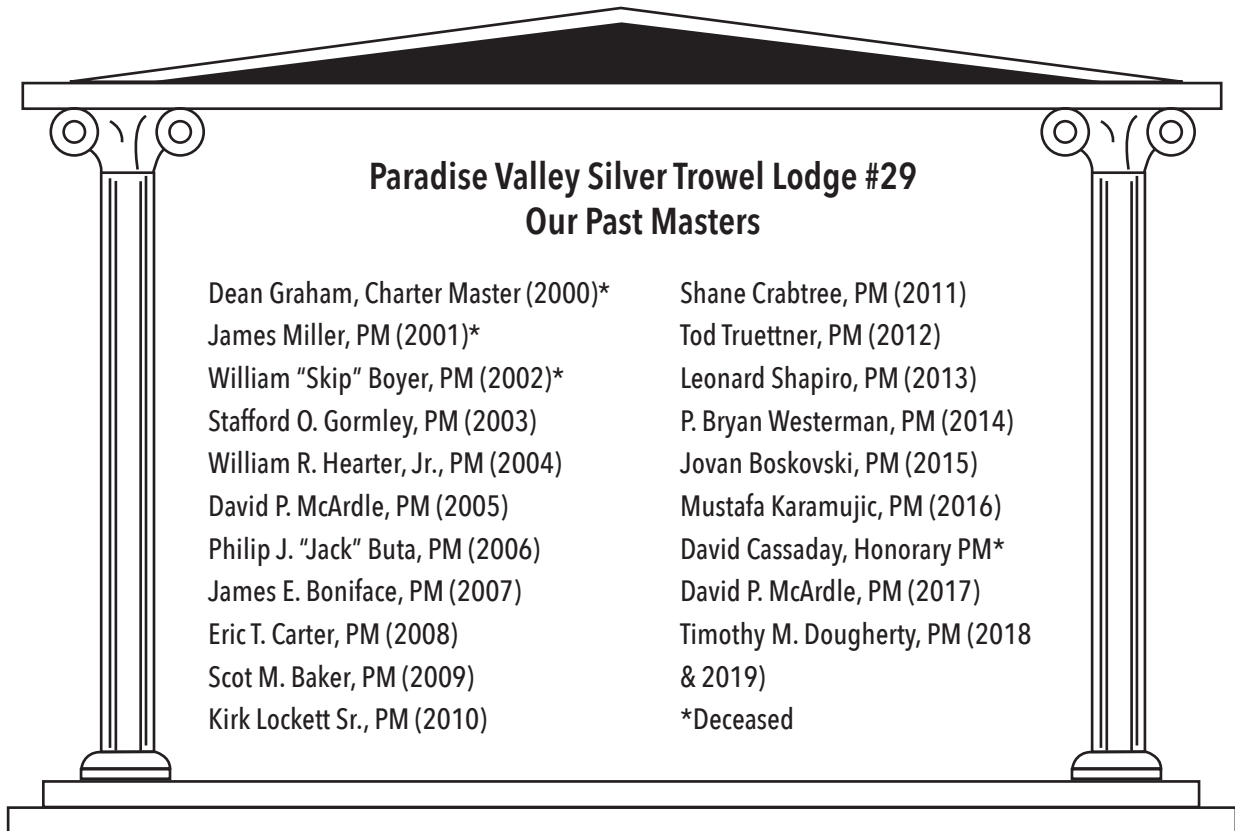 Paradise Valley Silver Trowel Lodge #29
Our Past Masters
Dean Graham, Charter Master (2000)*
James Miller, PM (2001)*
William “Skip” Boyer, PM (2002)*
Stafford O. Gormley, PM (2003)
William R. Hearter, Jr., PM (2004)
David P. McArdle, PM (2005)
Philip J. “Jack” Buta, PM (2006)
James E. Boniface, PM (2007)
Eric T. Carter, PM (2008)
Scot M. Baker, PM (2009)
Kirk Lockett Sr., PM (2010)
Shane Crabtree, PM (2011)
Tod Truettner, PM (2012)
Leonard Shapiro, PM (2013)
P. Bryan Westerman, PM (2014)
Jovan Boskovski, PM (2015)
Mustafa Karamujic, PM (2016)
David Cassaday, Honorary PM*
David P. McArdle, PM (2017)
Timothy M. Dougherty, PM (2018
& 2019)
*Deceased